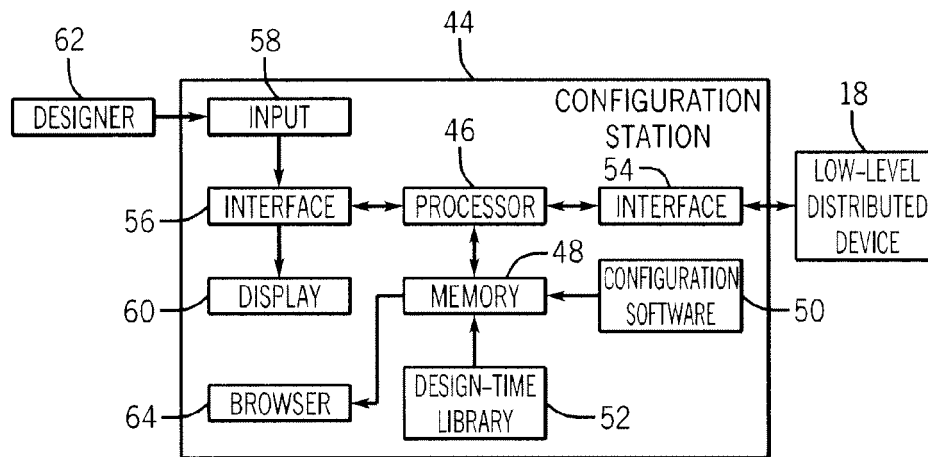 62
58
44
DESIGNER
INPUT
CONFIGURATION
STATION
18
46
54
LOW-LEVEL
DISTRIBUTED
DEVICE
56
INTERFACE
PROCESSOR
INTERFACE
48
60
DISPLAY
MEMORY
CONFIGURATION
SOFTWARE
50
64
BROWSER
DESIGN-TIME
LIBRARY
52